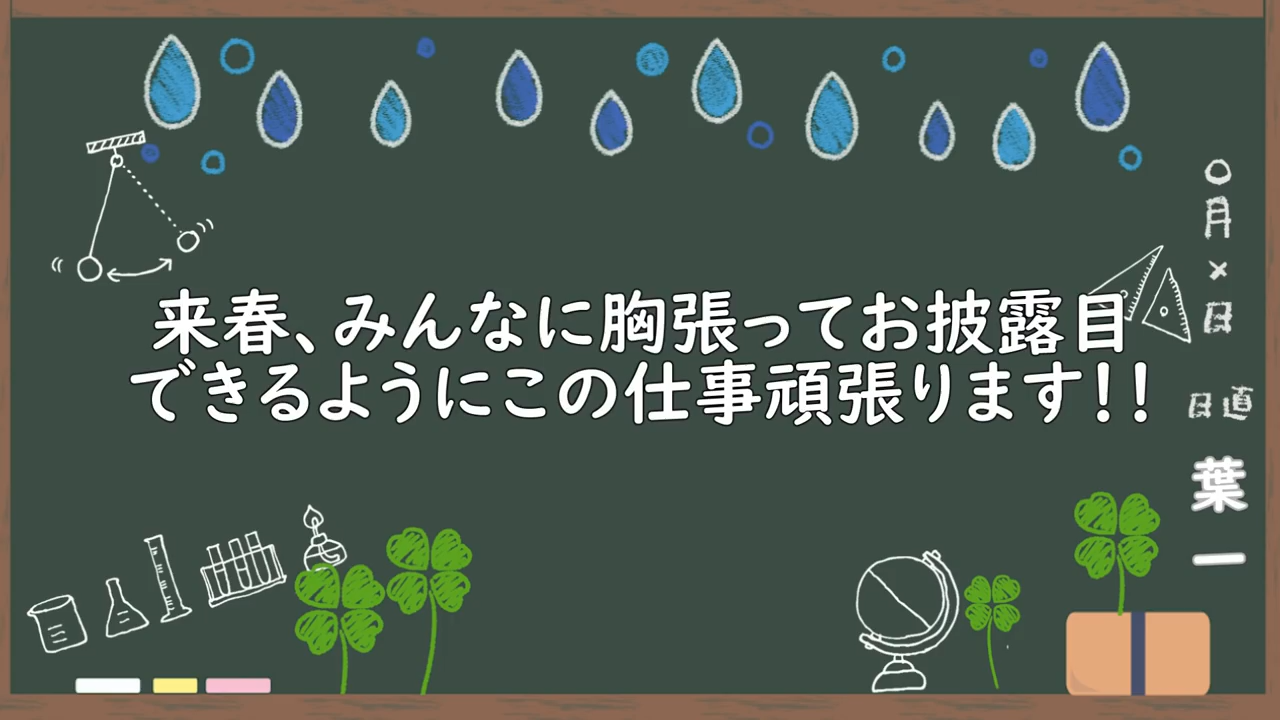 来春、みんなに胸張ってお披露目
できるようにこの仕事頑張ります!!
〇月×日
日直
葉一